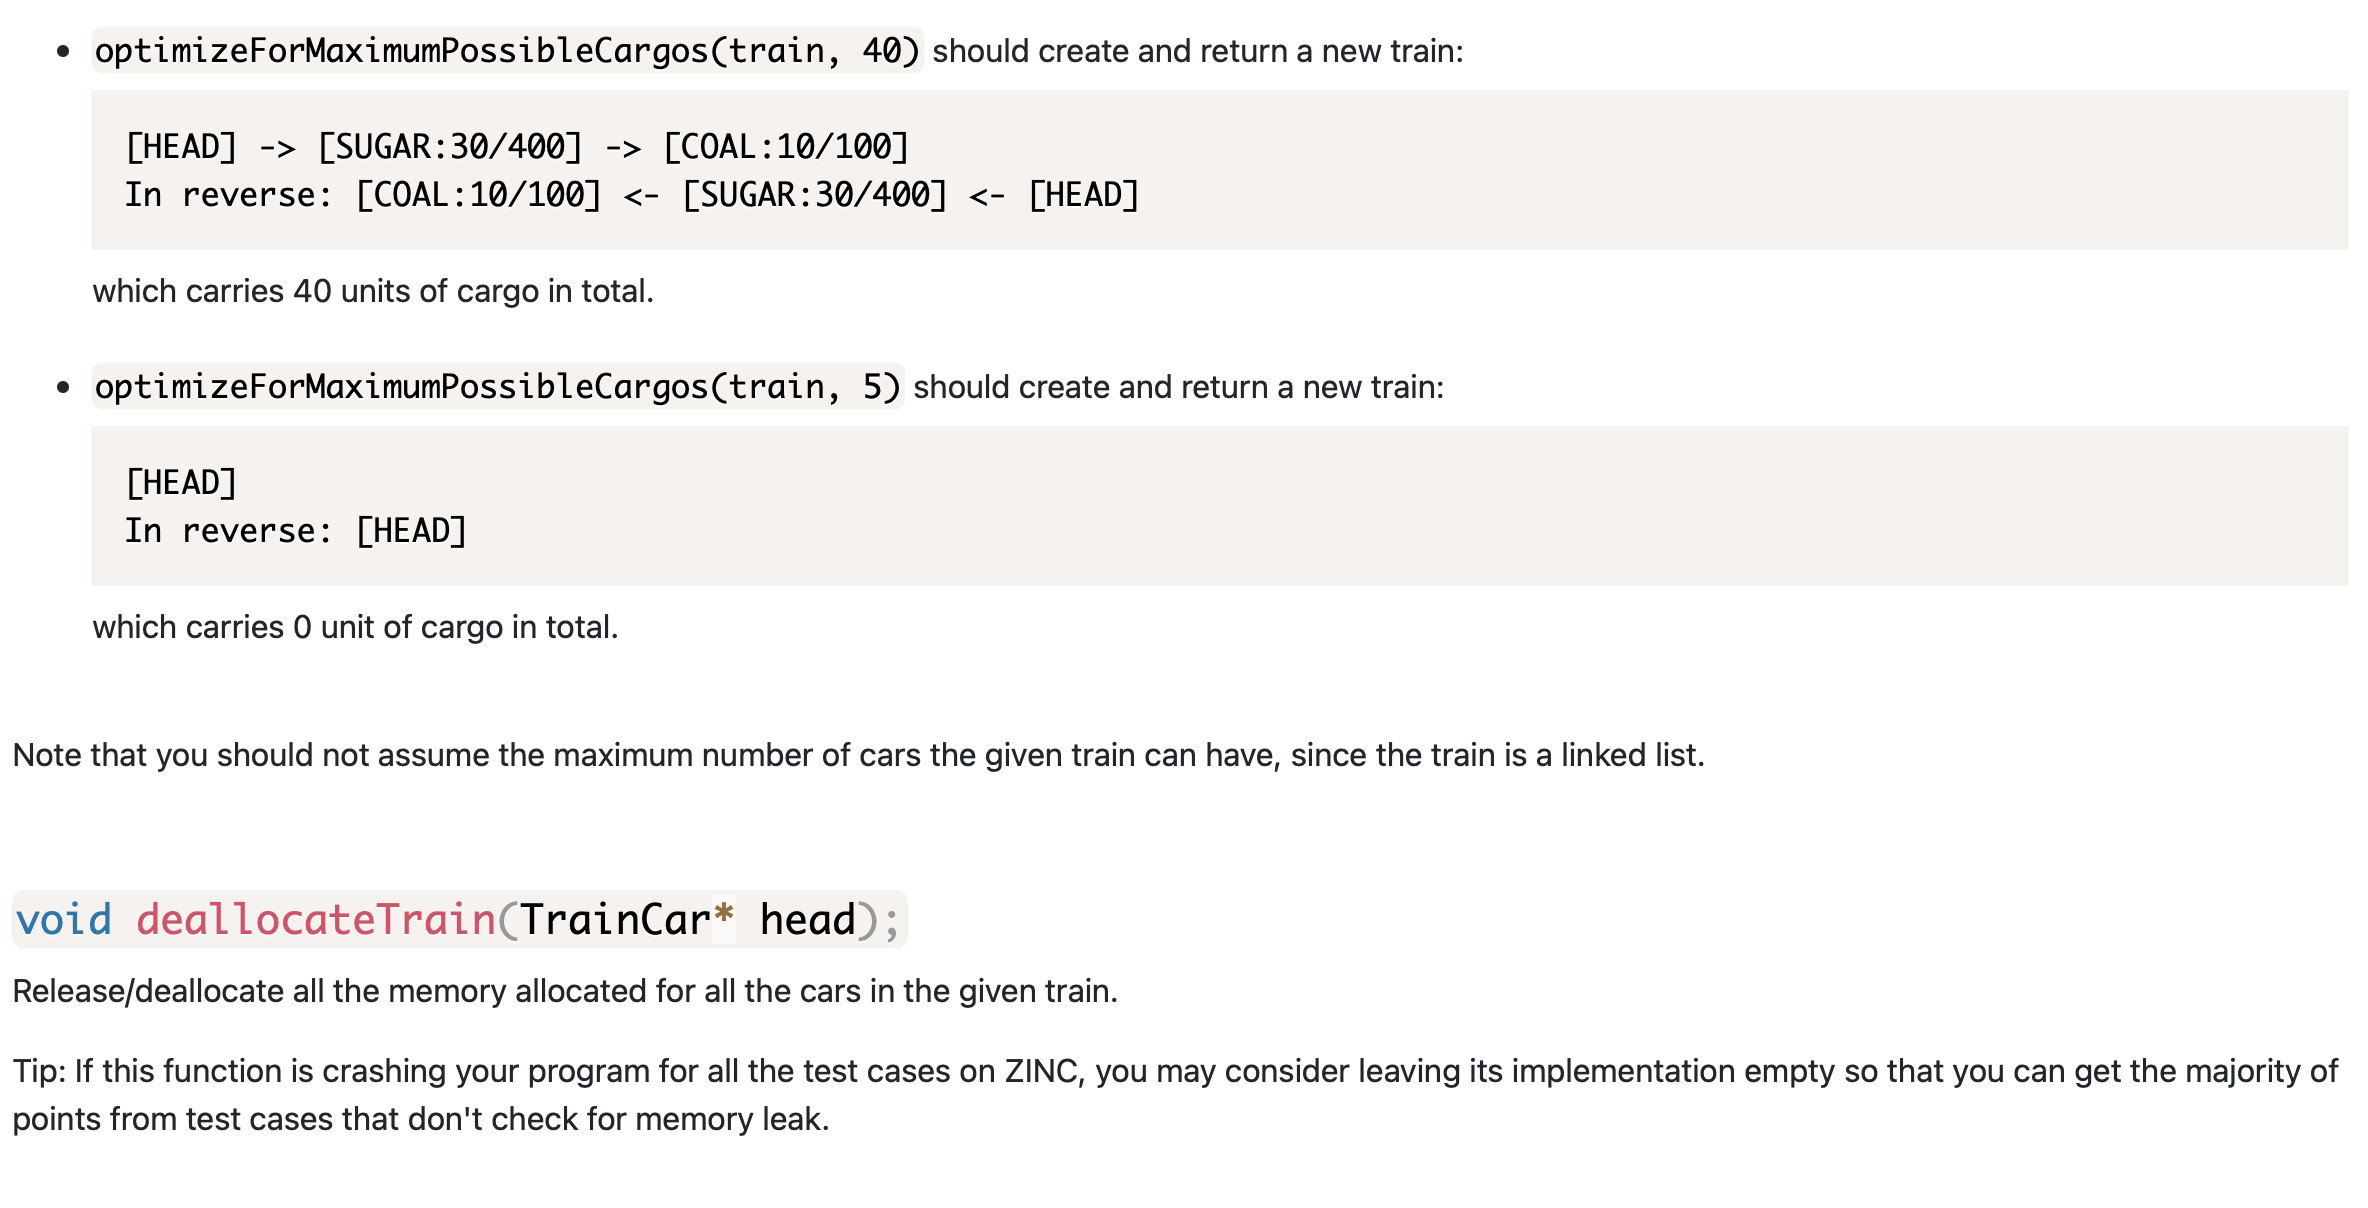 optimizeForMaximumPossibleCargos(train, 40) should create and return a new train:
[HEAD] -> [SUGAR:30/400] -> [COAL:10/100]
In reverse: [COAL:10/100] <- [SUGAR:30/400] <- [HEAD]
which carries 40 units of cargo in total.
optimizeForMaximumPossibleCargos(train, 5) should create and return a new train:
[HEAD]
In reverse: [HEAD]
which carries 0 unit of cargo in total.
Note that you should not assume the maximum number of cars the given train can have, since the train is a linked list.
void deallocateTrain(TrainCar* head);
Release/deallocate all the memory allocated for all the cars in the given train.
Tip: If this function is crashing your program for all the test cases on ZINC, you may consider leaving its implementation empty so that you can get the majority of
points from test cases that don't check for memory leak.